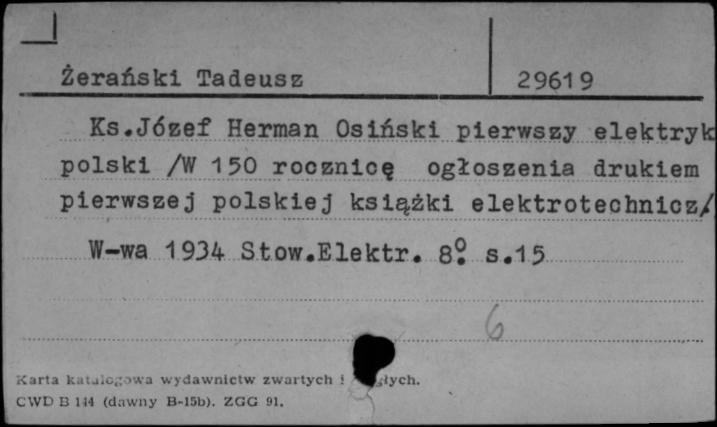 Żerański Tadeusz 29619
Ks.Józef Herman Osiński pierwszy elektryk
polski /W 150 rocznicę ogłoszenia drukiem
pierwszej polskiej książki elektrotechnicz/
W-wa 1934 Stow.Elektr. 8º. s.15
6
Karta katalogowa wydawnictw zwartych i
CWD B 144 (dawny B-15b). ZGG 91.